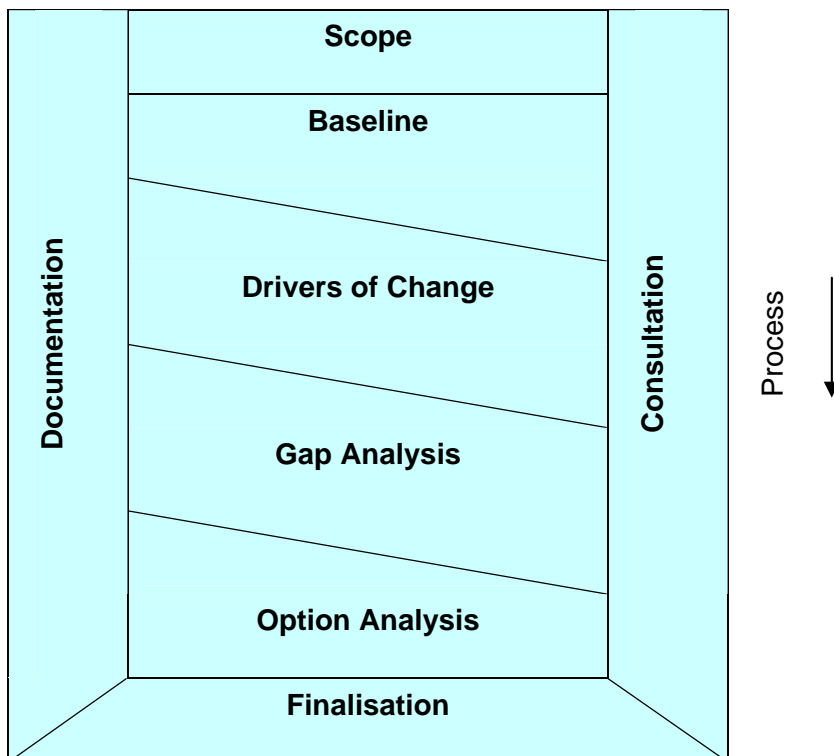 Scope
Baseline
Drivers of Change
Gap Analysis
Option Analysis
Finalisation
Documentation
Consultation
Process